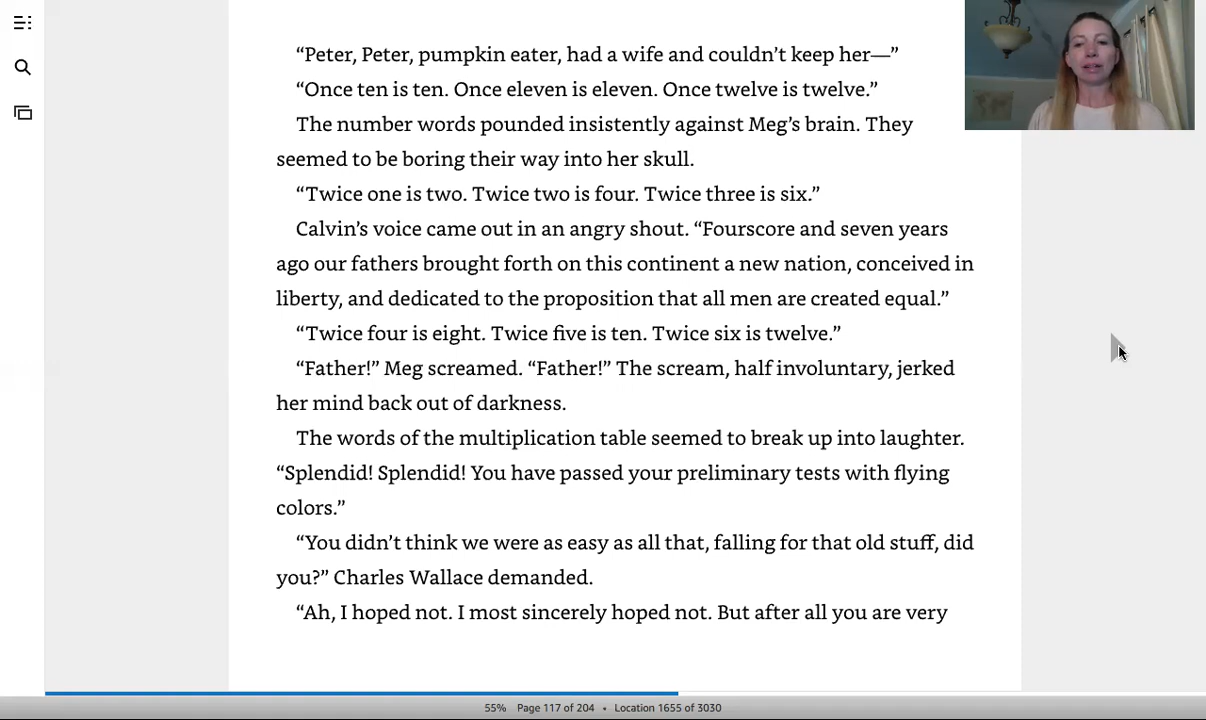 “Peter, Peter, pumpkin eater, had a wife and couldn’t keep her—”
“Once ten is ten. Once eleven is eleven. Once twelve is twelve.”
The number words pounded insistently against Meg’s brain. They
seemed to be boring their way into her skull.
“Twice one is two. Twice two is four. Twice three is six.”
Calvin’s voice came out in an angry shout. “Fourscore and seven years
ago our fathers brought forth on this continent a new nation, conceived in
liberty, and dedicated to the proposition that all men are created equal.”
“Twice four is eight. Twice five is ten. Twice six is twelve.”
“Father!” Meg screamed. “Father!” The scream, half involuntary, jerked
her mind back out of darkness.
The words of the multiplication table seemed to break up into laughter.
“Splendid! Splendid! You have passed your preliminary tests with flying
colors.”
“You didn’t think we were as easy as all that, falling for that old stuff, did
you?” Charles Wallace demanded.
“Ah, I hoped not. I most sincerely hoped not. But after all you are very
55% Page 117 of 204 • Location 1655 of 3030